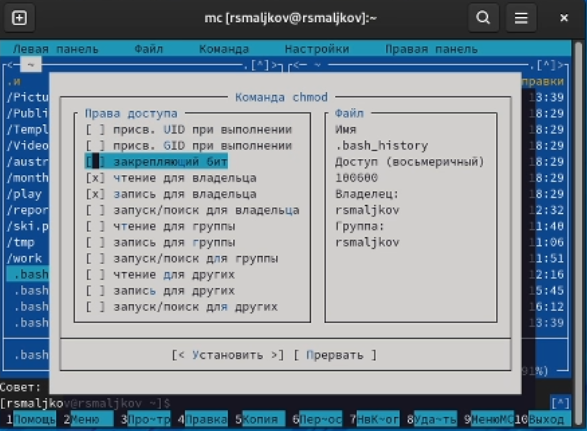 mc [rsmaljkov@rsmaljkov]:~
Левая панель Файл Команда Настройки Правая панель
<- ~ .[^]> <- ~ .[^]>
.и правки
/Pictu 13:39
/Publi 18:29
/Templ 18:29
/Video 18:29
/austr 18:29
/month 18:29
/play 18:29
/repor 12:32
/ski.p 11:40
/tmp 11:06
/work 11:51
.bash 12:16
.bash 15:45
.bash 16:12
.bash 13:39
.bash 91%)
Команда chmod
Права доступа
[ ] присв. UID при выполнении
[ ] присв. GID при выполнении
[ ] закрепляющий бит
[x] чтение для владельца
[x] запись для владельца
[ ] запуск/поиск для владельца
[ ] чтение для группы
[ ] запись для группы
[ ] запуск/поиск для группы
[ ] чтение для других
[ ] запись для других
[ ] запуск/поиск для других
Файл
Имя
.bash_history
Доступ (восьмеричный)
100600
Владелец:
rsmaljkov
Группа:
rsmaljkov
[< Установить >] [ Прервать ]
Совет:
[rsmaljkov@rsmaljkov ~]$ [^]
1Помощь 2Меню 3Про~тр 4Правка 5Копия 6Пер~ос 7НвК~ог 8Уда~ть 9МенюMC 10Выход